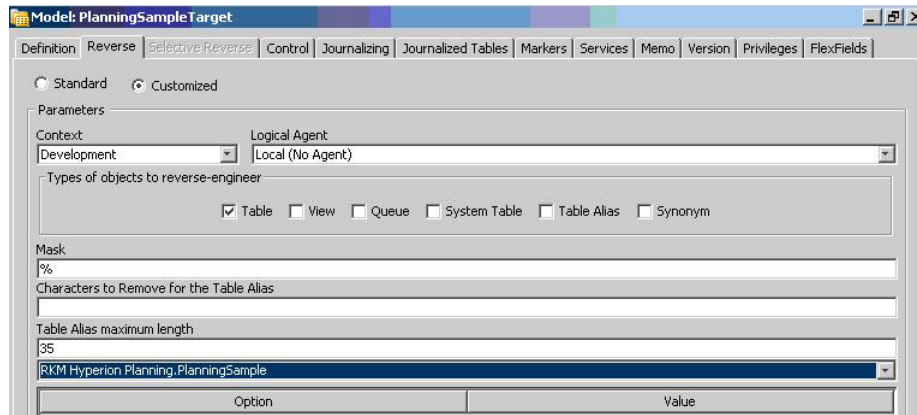 Model: PlanningSampleTarget
Definition Reverse Selective Reverse Control Journalizing Journalized Tables Markers Services Memo Version Privileges FlexFields
Standard Customized
Parameters
Context Logical Agent
Development Local (No Agent)
Types of objects to reverse-engineer
Table View Queue System Table Table Alias Synonym
Mask
%
Characters to Remove for the Table Alias
Table Alias maximum length
35
RKM Hyperion Planning.PlanningSample
Option Value